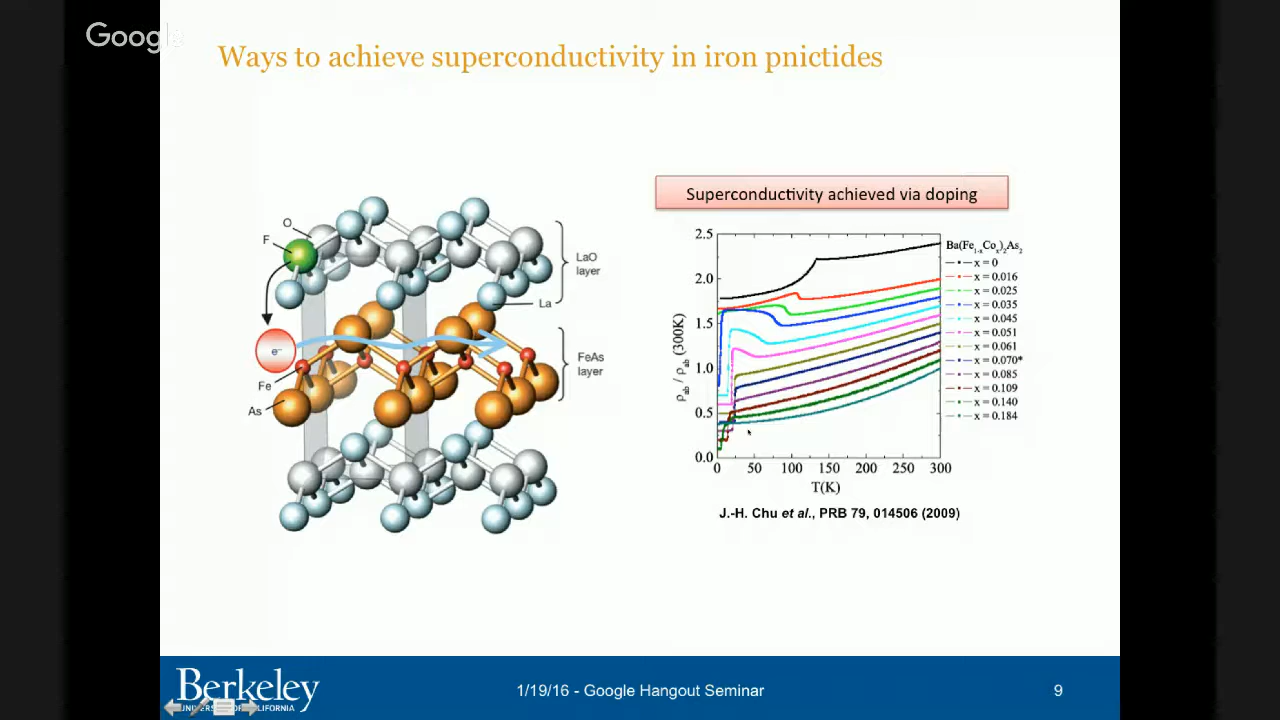 Google
Ways to achieve superconductivity in iron pnictides
Superconductivity achieved via doping
O
F
LaO
layer
La
e⁻
FeAs
layer
Fe
As
2.5
2.0
1.5
1.0
0.5
0.0
ρab / ρab (300K)
0 50 100 150 200 250 300
T(K)
Ba(Fe1-xCox)2As2
x = 0
x = 0.016
x = 0.025
x = 0.035
x = 0.045
x = 0.051
x = 0.061
x = 0.070*
x = 0.085
x = 0.109
x = 0.140
x = 0.184
J.-H. Chu et al., PRB 79, 014506 (2009)
Berkeley
CALIFORNIA
1/19/16 - Google Hangout Seminar
9